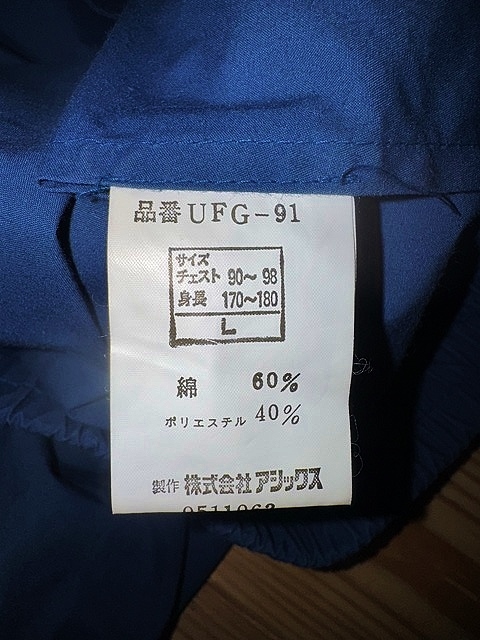 品番 UFG-91
サイズ
チェスト 90〜98
身長 170〜180
L
綿 60%
ポリエステル 40%
製作 株式会社アシックス